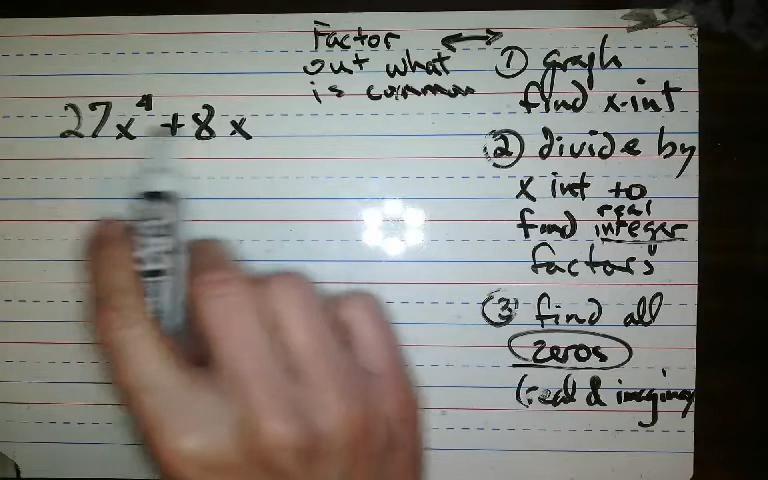 27x⁴ + 8x
Factor
out what
is common
① graph
find x-int
② divide by
x int to
find real integer
factors
③ find all
zeros
(real &